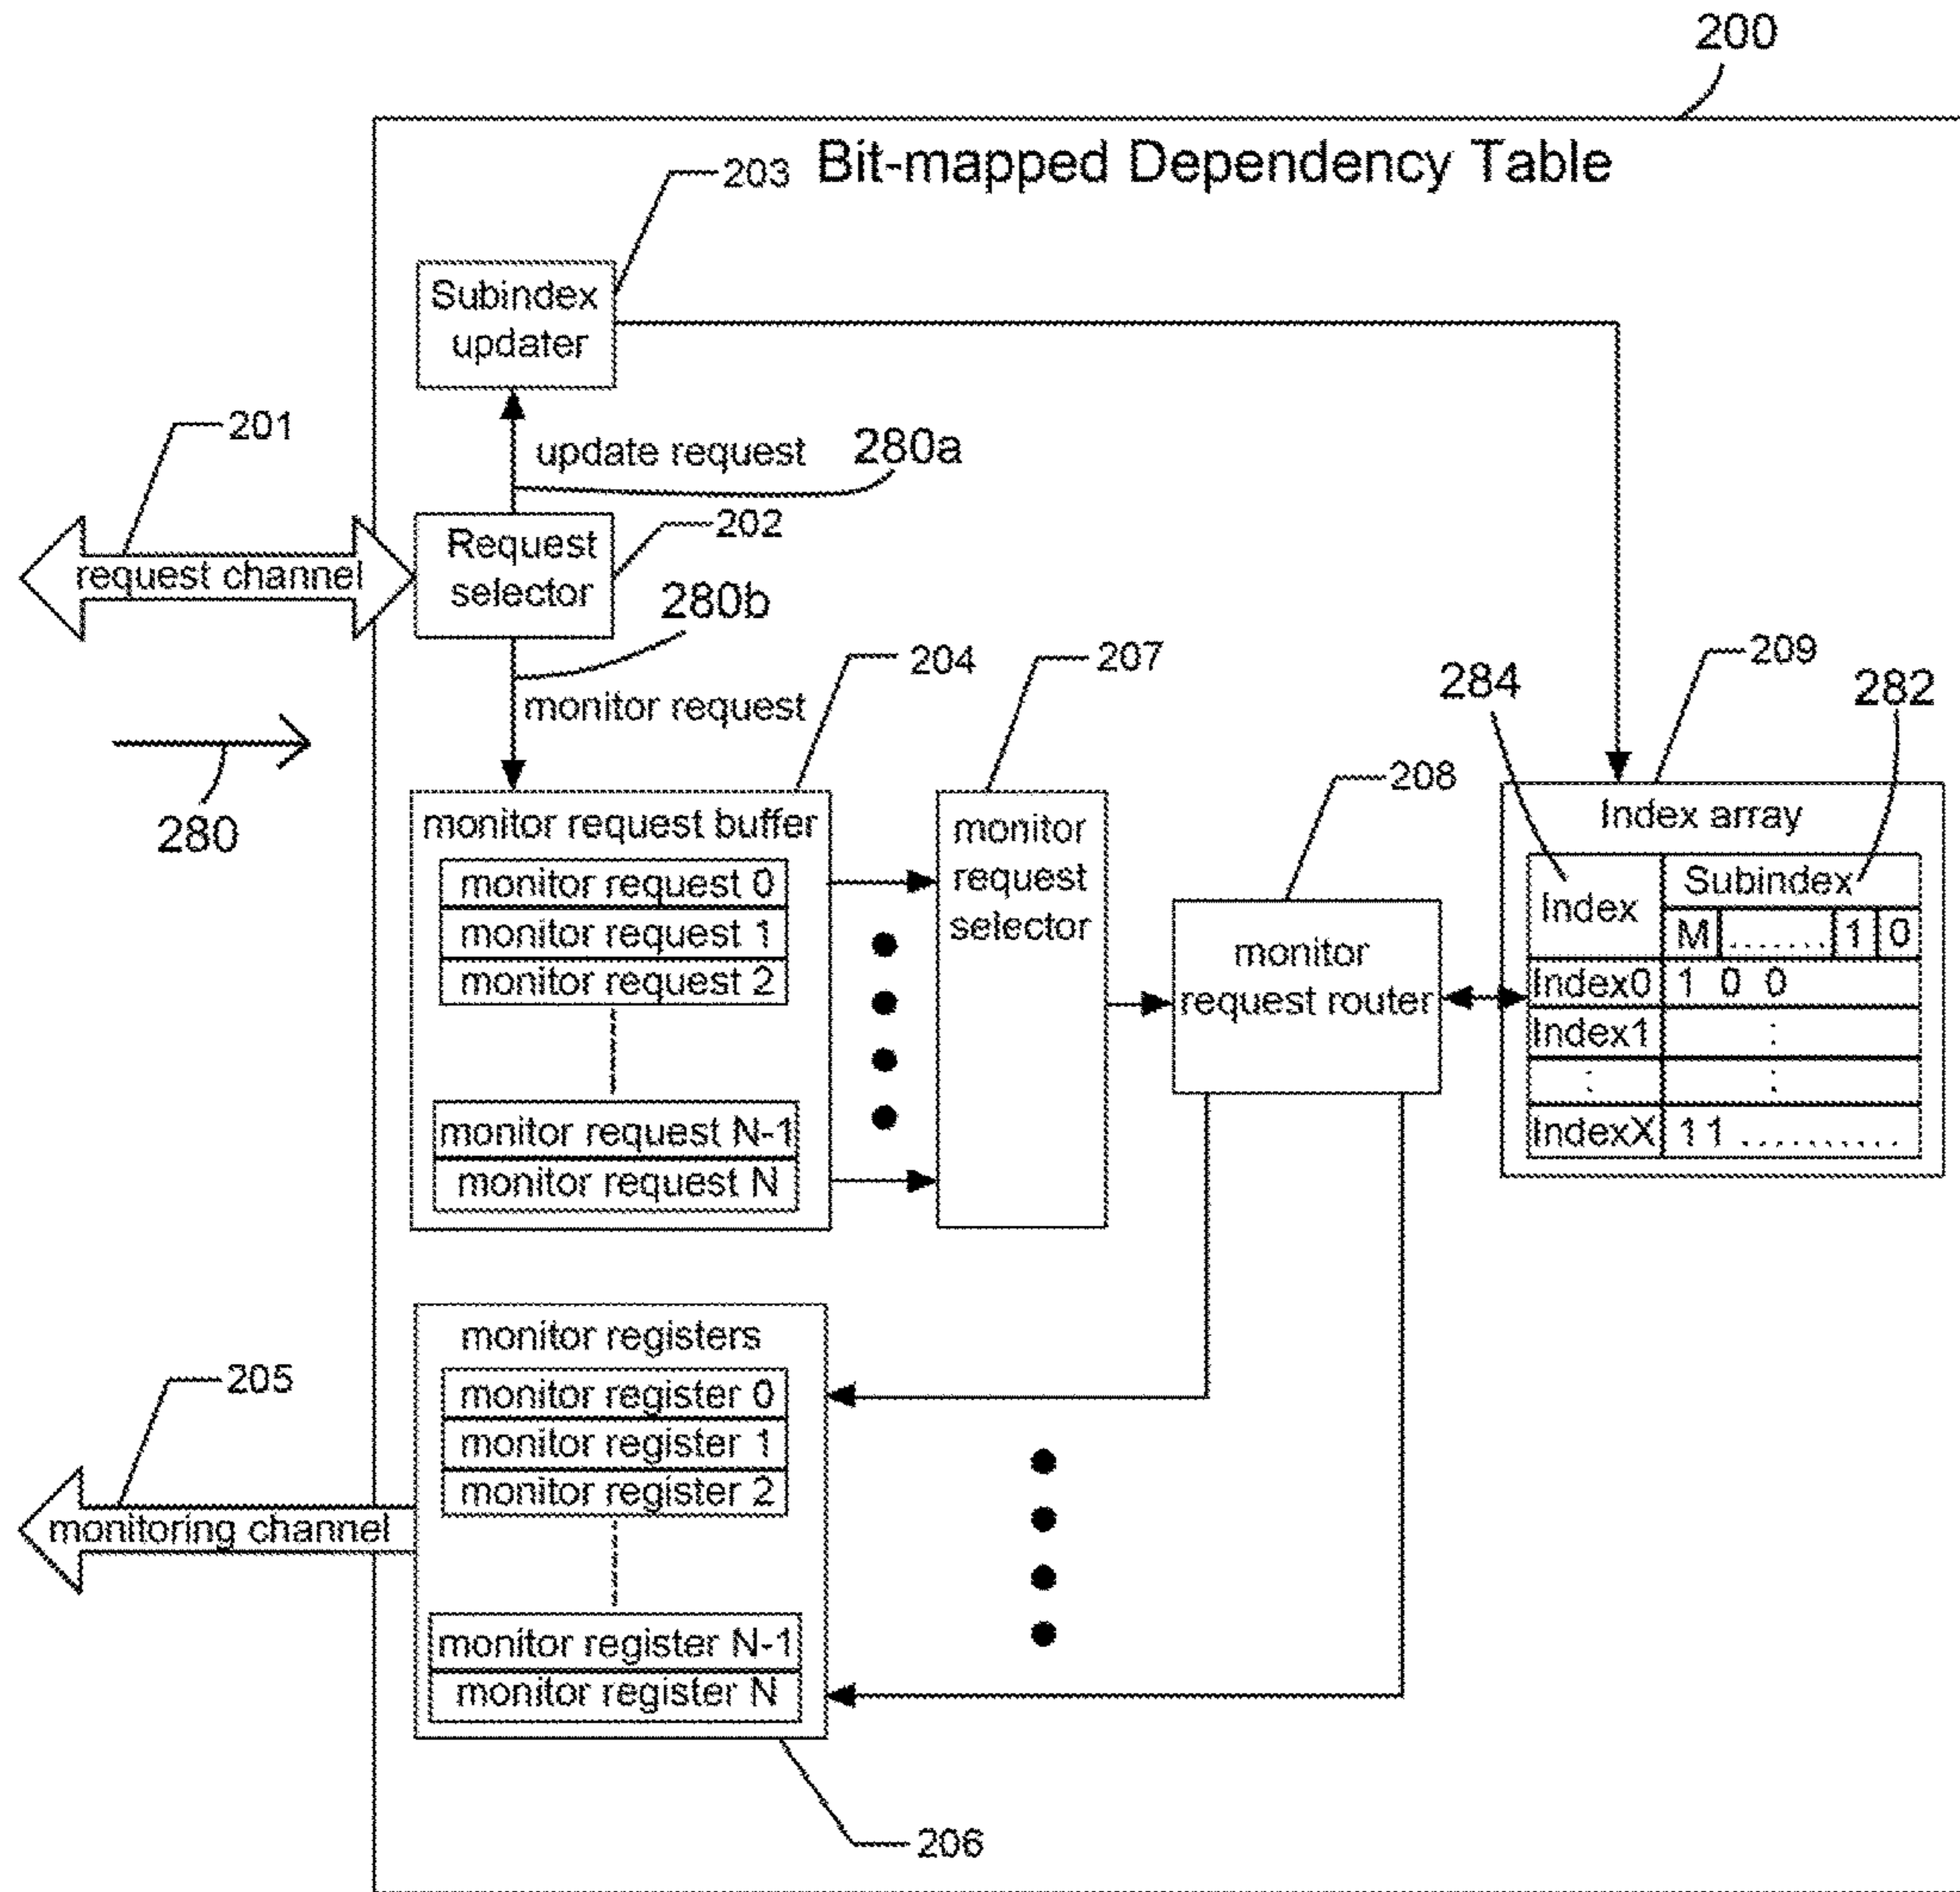 200
Bit-mapped Dependency Table
203
Subindex
updater
201
update request
280a
request channel
Request
selector
202
280b
monitor request
204
207
209
284
282
280
208
monitor request buffer
monitor request 0
monitor request 1
monitor request 2
monitor request N-1
monitor request N
monitor
request
selector
monitor
request router
Index array
Index
Subindex
M ....... 1 0
Index0 1 0 0
Index1 :
: :
IndexX 11 ..........
monitor registers
monitor register 0
monitor register 1
monitor register 2
monitor register N-1
monitor register N
205
monitoring channel
206